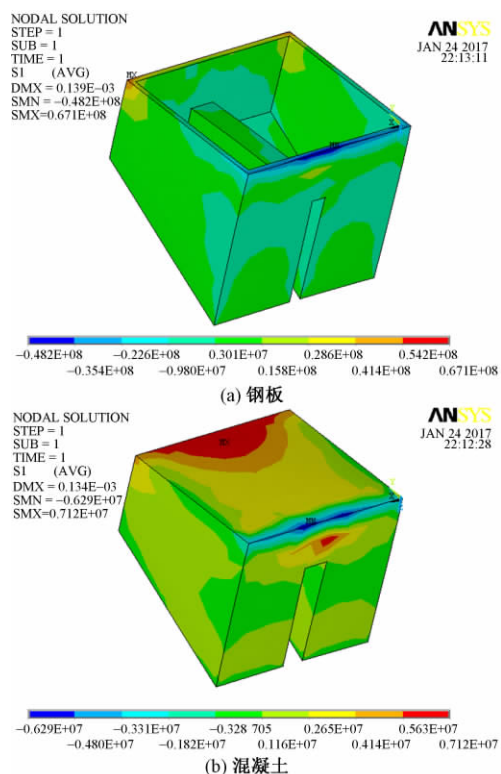 NODAL SOLUTION
STEP = 1
SUB = 1
TIME = 1
S1 (AVG)
DMX = 0.139E−03
SMN = −0.482E+08
SMX=0.671E+08
ANSYS
JAN 24 2017
22:13:11
MX
−0.482E+08 −0.226E+08 0.301E+07 0.286E+08 0.542E+08
−0.354E+08 −0.980E+07 0.158E+08 0.414E+08 0.671E+08
(a) 钢板
NODAL SOLUTION
STEP = 1
SUB = 1
TIME = 1
S1 (AVG)
DMX = 0.134E−03
SMN = −0.629E+07
SMX=0.712E+07
ANSYS
JAN 24 2017
22:12:28
−0.629E+07 −0.331E+07 −0.328 705 0.265E+07 0.563E+07
−0.480E+07 −0.182E+07 0.116E+07 0.414E+07 0.712E+07
(b) 混凝土